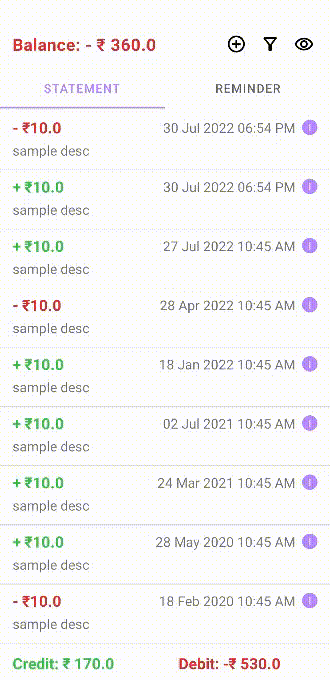 Balance: - ₹ 360.0
STATEMENT REMINDER
- ₹10.0 30 Jul 2022 06:54 PM
sample desc
+ ₹10.0 30 Jul 2022 06:54 PM
sample desc
+ ₹10.0 27 Jul 2022 10:45 AM
sample desc
- ₹10.0 28 Apr 2022 10:45 AM
sample desc
+ ₹10.0 18 Jan 2022 10:45 AM
sample desc
+ ₹10.0 02 Jul 2021 10:45 AM
sample desc
+ ₹10.0 24 Mar 2021 10:45 AM
sample desc
+ ₹10.0 28 May 2020 10:45 AM
sample desc
- ₹10.0 18 Feb 2020 10:45 AM
sample desc
Credit: ₹ 170.0 Debit: -₹ 530.0